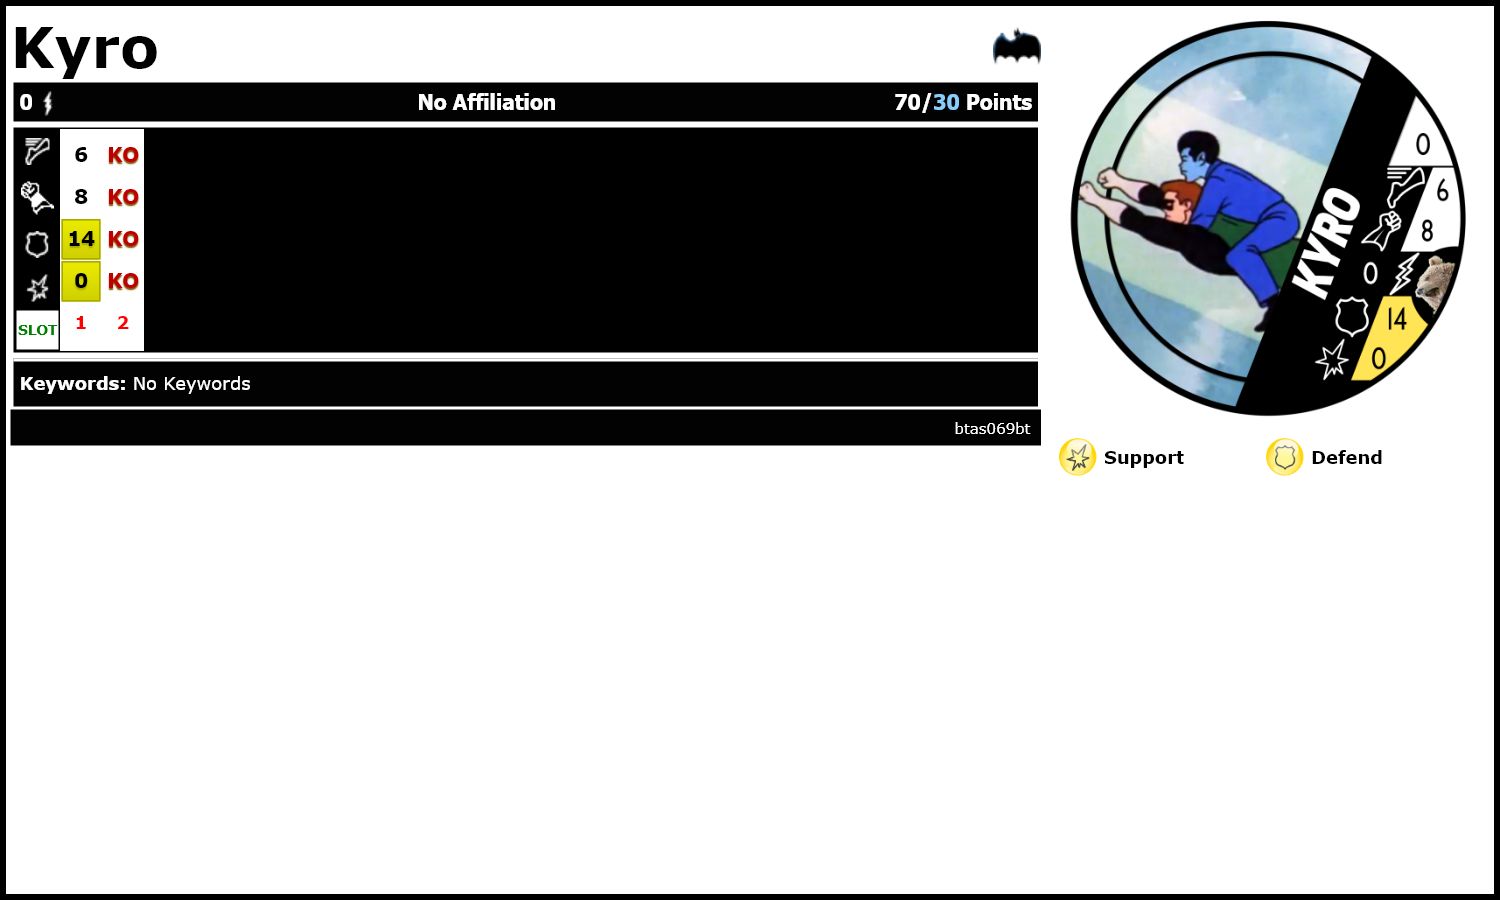 Kyro
0 No Affiliation 70/30 Points
6 KO
8 KO
14 KO
0 KO
SLOT 1 2
Keywords: No Keywords
btas069bt
KYRO
0
6
8
0
14
0
Support Defend